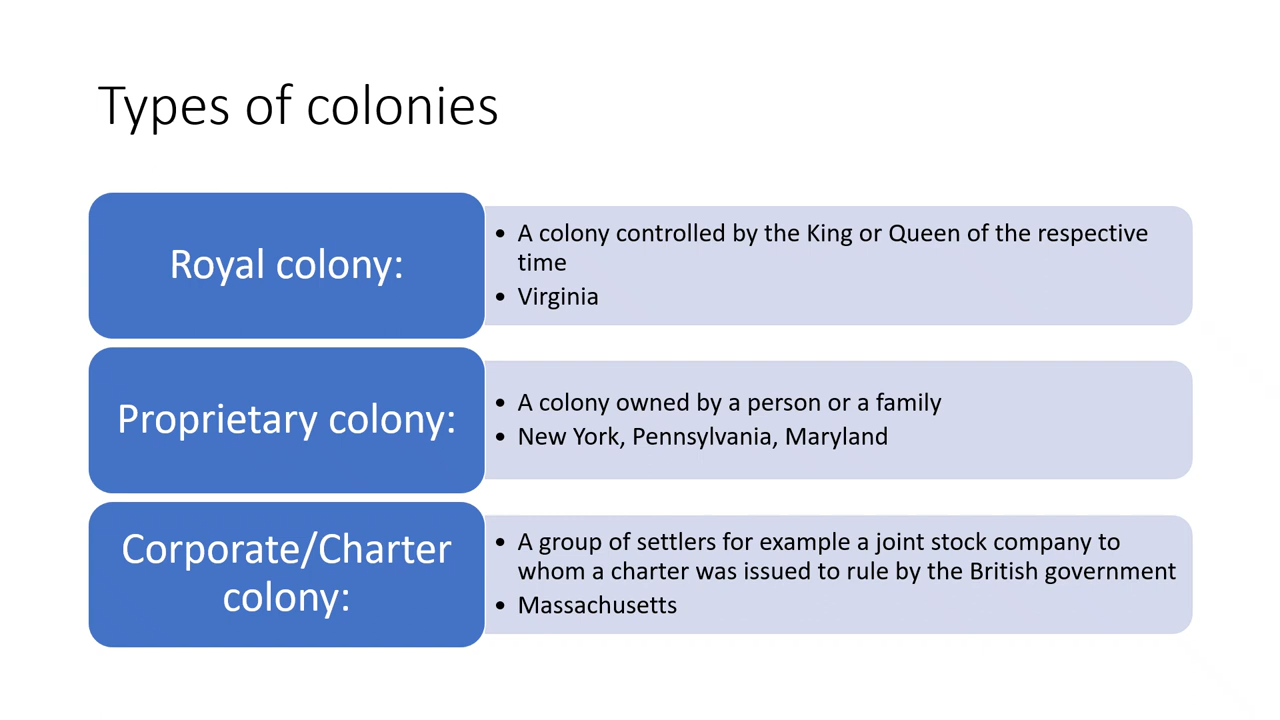 Types of colonies
Royal colony:
• A colony controlled by the King or Queen of the respective
time
• Virginia
Proprietary colony:
• A colony owned by a person or a family
• New York, Pennsylvania, Maryland
Corporate/Charter
colony:
• A group of settlers for example a joint stock company to
whom a charter was issued to rule by the British government
• Massachusetts